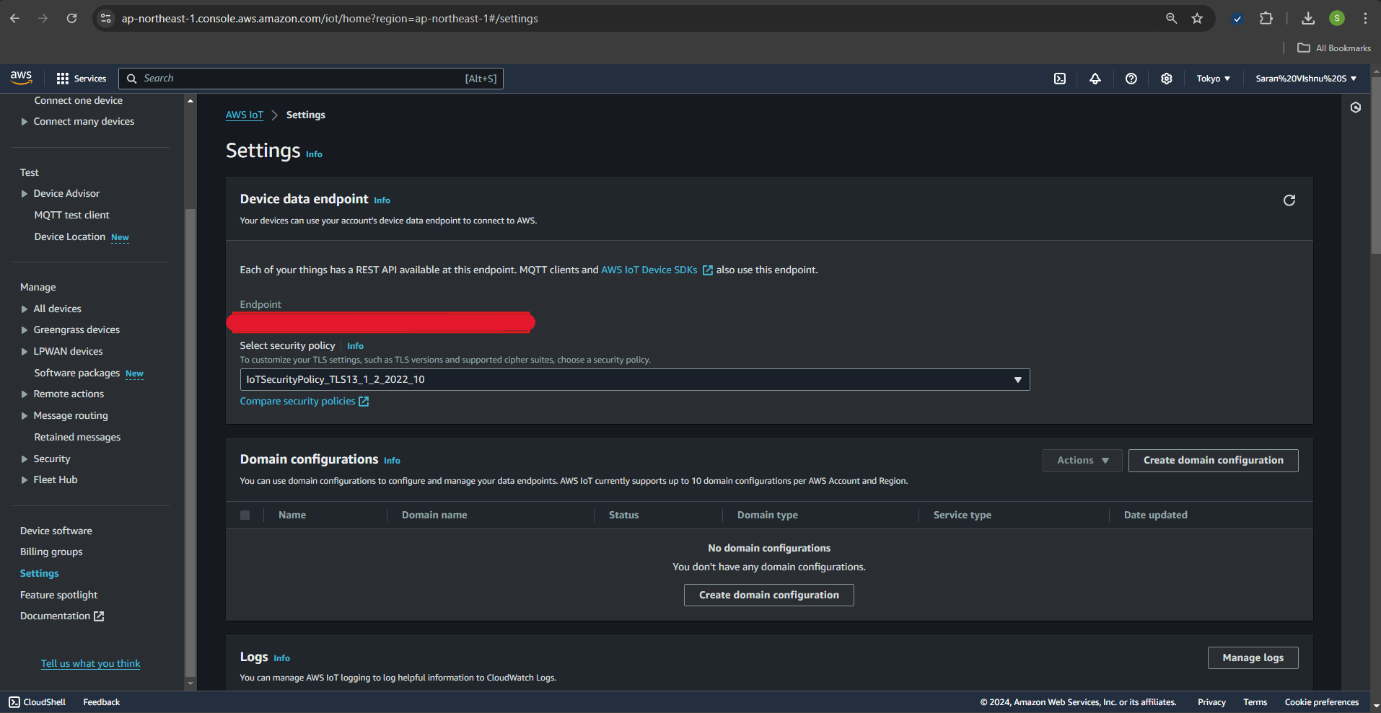 ap-northeast-1.console.aws.amazon.com/iot/home?region=ap-northeast-1#/settings
S
All Bookmarks
aws
Services
Search
[Alt+S]
Tokyo
Saran%20VIshnu%20S
Connect one device
Connect many devices
Test
Device Advisor
MQTT test client
Device Location New
Manage
All devices
Greengrass devices
LPWAN devices
Software packages New
Remote actions
Message routing
Retained messages
Security
Fleet Hub
Device software
Billing groups
Settings
Feature spotlight
Documentation
Tell us what you think
AWS IoT
Settings
Settings Info
Device data endpoint Info
Your devices can use your account's device data endpoint to connect to AWS.
Each of your things has a REST API available at this endpoint. MQTT clients and AWS IoT Device SDKs also use this endpoint.
Endpoint
Select security policy Info
To customize your TLS settings, such as TLS versions and supported cipher suites, choose a security policy.
IoTSecurityPolicy_TLS13_1_2_2022_10
Compare security policies
Domain configurations Info
Actions
Create domain configuration
You can use domain configurations to configure and manage your data endpoints. AWS IoT currently supports up to 10 domain configurations per AWS Account and Region.
Name
Domain name
Status
Domain type
Service type
Date updated
No domain configurations
You don't have any domain configurations.
Create domain configuration
Logs Info
Manage logs
You can manage AWS IoT logging to log helpful information to CloudWatch Logs.
CloudShell
Feedback
© 2024, Amazon Web Services, Inc. or its affiliates.
Privacy
Terms
Cookie preferences